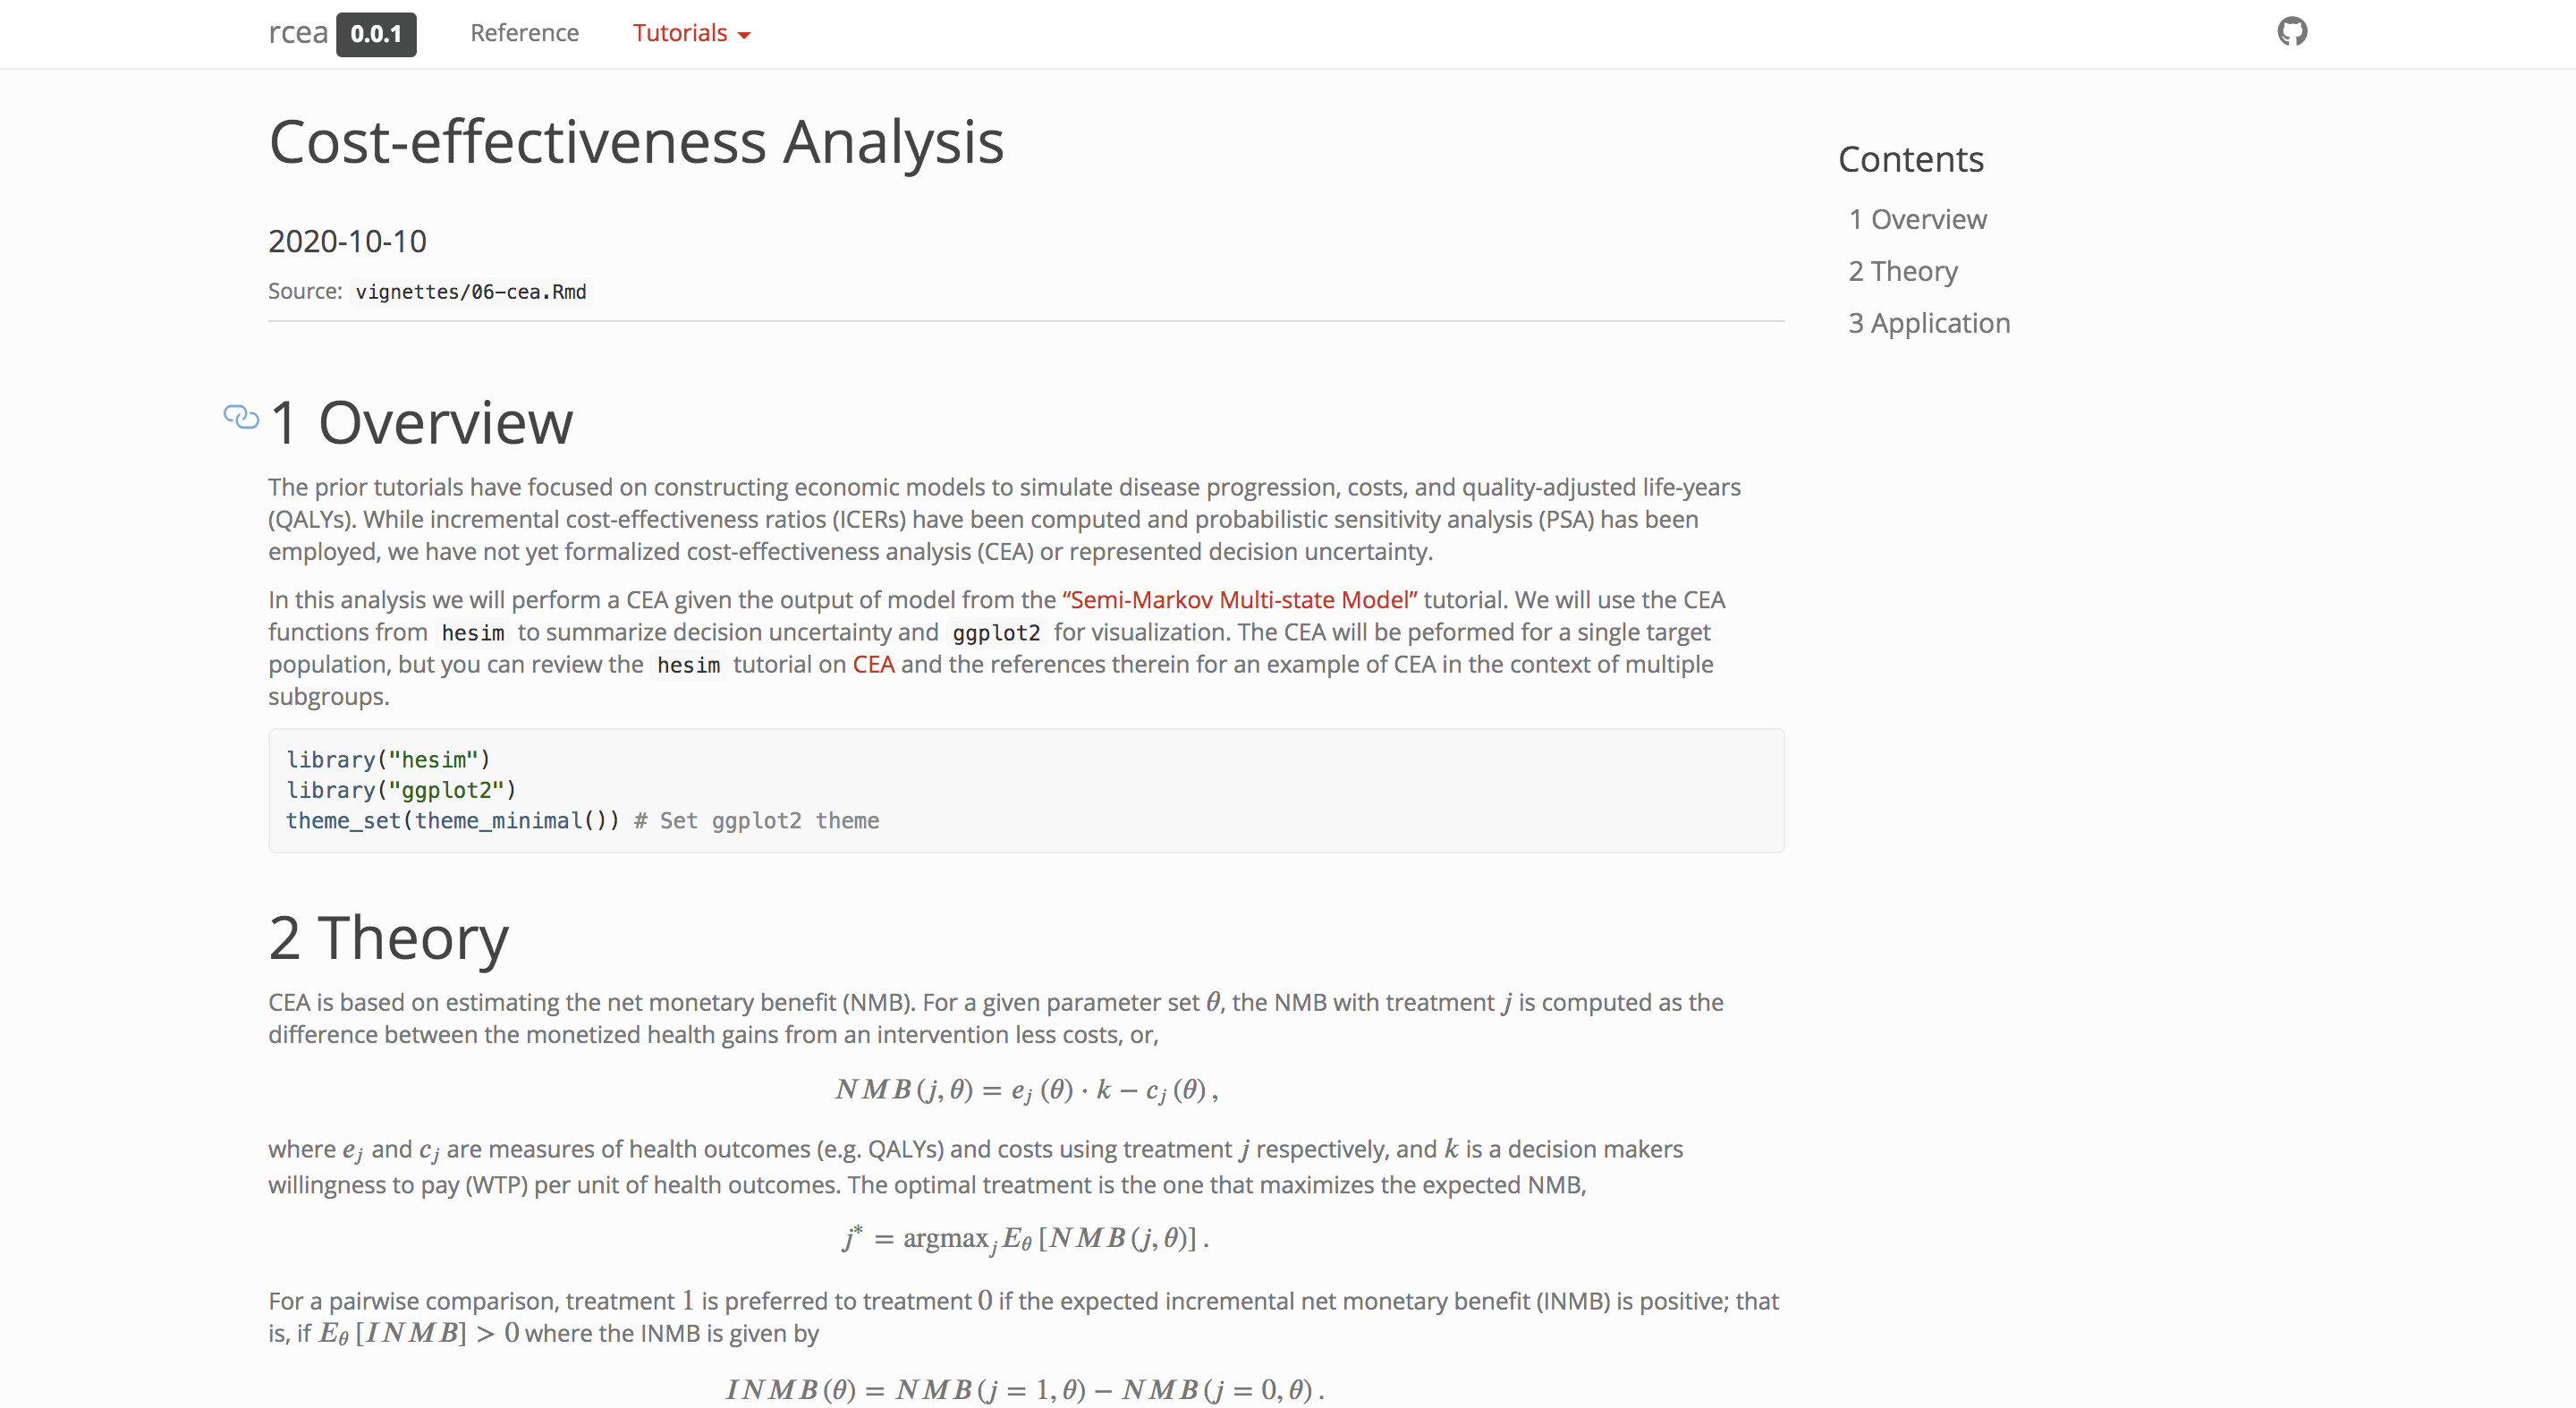 rcea 0.0.1 Reference Tutorials
Cost-effectiveness Analysis
2020-10-10
Source: vignettes/06-cea.Rmd
Contents
1 Overview
2 Theory
3 Application
1 Overview
The prior tutorials have focused on constructing economic models to simulate disease progression, costs, and quality-adjusted life-years
(QALYs). While incremental cost-effectiveness ratios (ICERs) have been computed and probabilistic sensitivity analysis (PSA) has been
employed, we have not yet formalized cost-effectiveness analysis (CEA) or represented decision uncertainty.
In this analysis we will perform a CEA given the output of model from the “Semi-Markov Multi-state Model” tutorial. We will use the CEA
functions from hesim to summarize decision uncertainty and ggplot2 for visualization. The CEA will be peformed for a single target
population, but you can review the hesim tutorial on CEA and the references therein for an example of CEA in the context of multiple
subgroups.
library("hesim")
library("ggplot2")
theme_set(theme_minimal()) # Set ggplot2 theme
2 Theory
CEA is based on estimating the net monetary benefit (NMB). For a given parameter set θ, the NMB with treatment j is computed as the
difference between the monetized health gains from an intervention less costs, or,
NMB(j, θ) = e_j(θ) · k − c_j(θ),
where e_j and c_j are measures of health outcomes (e.g. QALYs) and costs using treatment j respectively, and k is a decision makers
willingness to pay (WTP) per unit of health outcomes. The optimal treatment is the one that maximizes the expected NMB,
j* = argmax_j E_θ [NMB(j, θ)].
For a pairwise comparison, treatment 1 is preferred to treatment 0 if the expected incremental net monetary benefit (INMB) is positive; that
is, if E_θ [INMB] > 0 where the INMB is given by
INMB(θ) = NMB(j = 1, θ) − NMB(j = 0, θ).